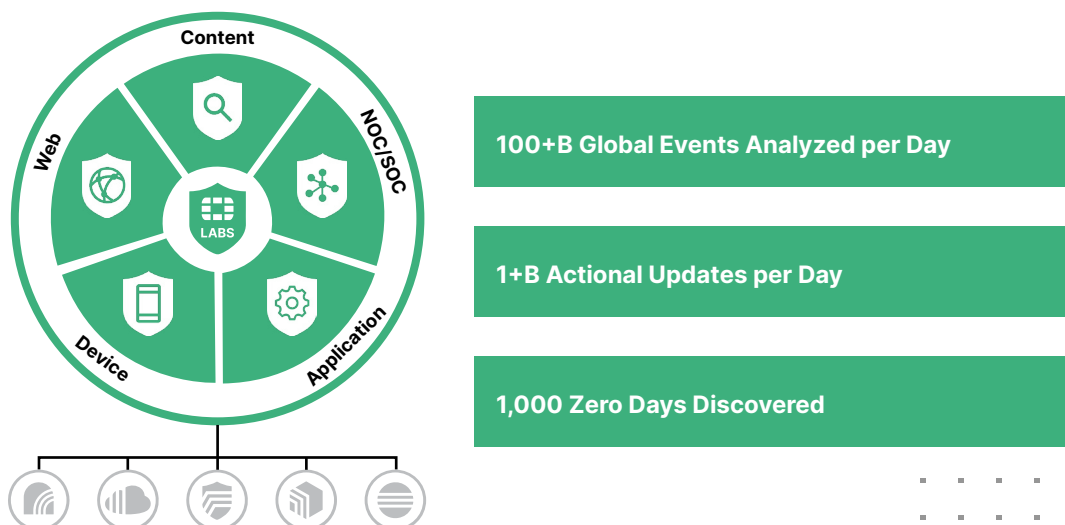 Content
Web
NOC/SOC
LABS
Device
Application
100+B Global Events Analyzed per Day
1+B Actional Updates per Day
1,000 Zero Days Discovered